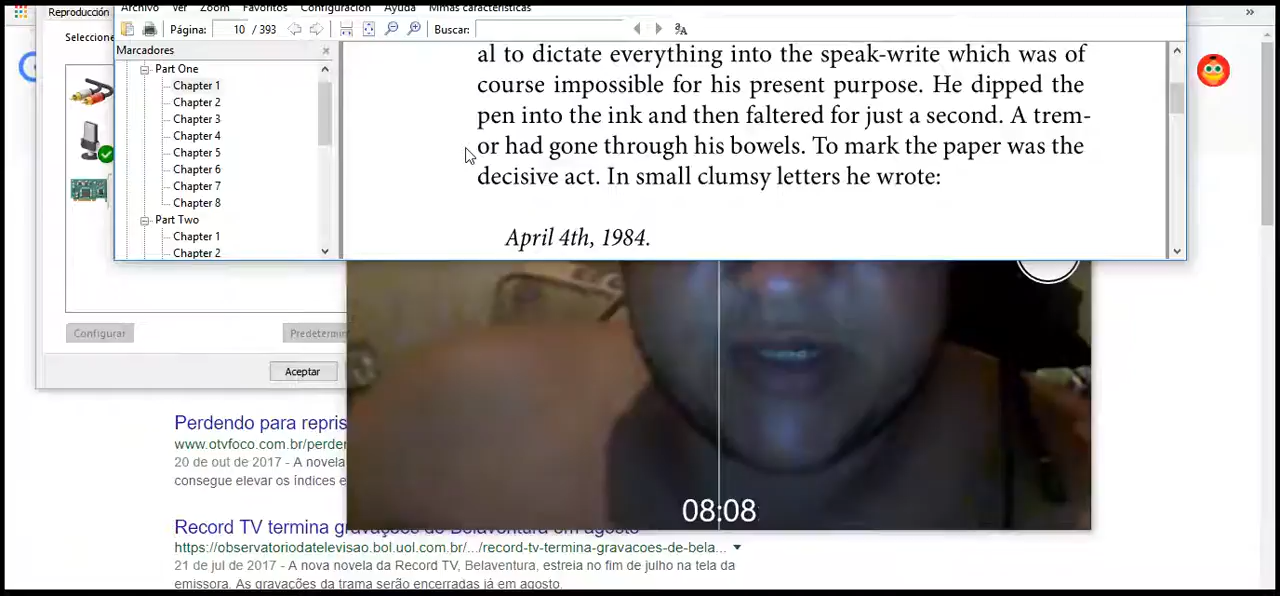 Archivo Ver Zoom Favoritos Configuración Ayuda Mimas características
Reproducción
Página: 10 / 393 Buscar:
Seleccione
Marcadores
Part One
Chapter 1
Chapter 2
Chapter 3
Chapter 4
Chapter 5
Chapter 6
Chapter 7
Chapter 8
Part Two
Chapter 1
Chapter 2
al to dictate everything into the speak-write which was of
course impossible for his present purpose. He dipped the
pen into the ink and then faltered for just a second. A trem-
or had gone through his bowels. To mark the paper was the
decisive act. In small clumsy letters he wrote:
April 4th, 1984.
Configurar
Predetermin
Aceptar
08:08
Perdendo para repris
www.otvfoco.com.br/perder
20 de out de 2017 - A novela
consegue elevar os índices e
Record TV termina gravações de Belaventura em agosto
https://observatoriodatelevisao.bol.uol.com.br/.../record-tv-termina-gravacoes-de-bela...
21 de jul de 2017 - A nova novela da Record TV, Belaventura, estreia no fim de julho na tela da
emissora. As gravações da trama serão encerradas já em agosto.